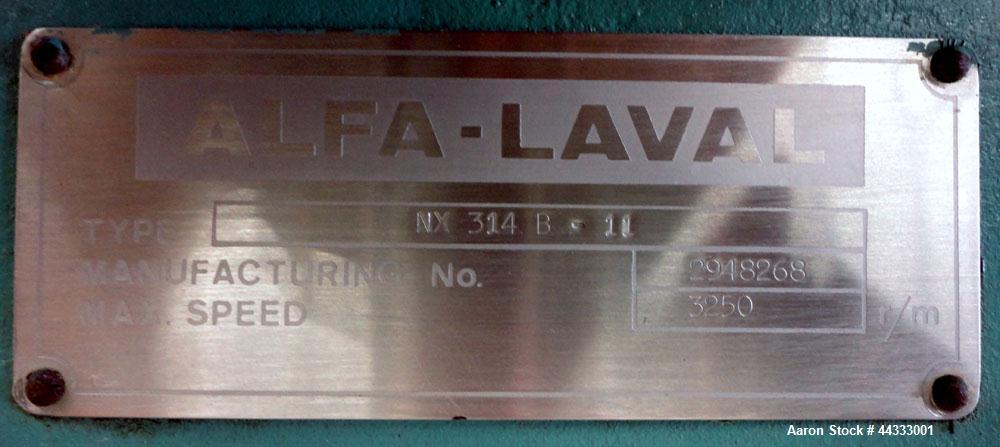 ALFA-LAVAL
TYPE NX 314 B - 11
MANUFACTURING No. 2948268
MAX. SPEED 3250 r/m
Aaron Stock # 44333001